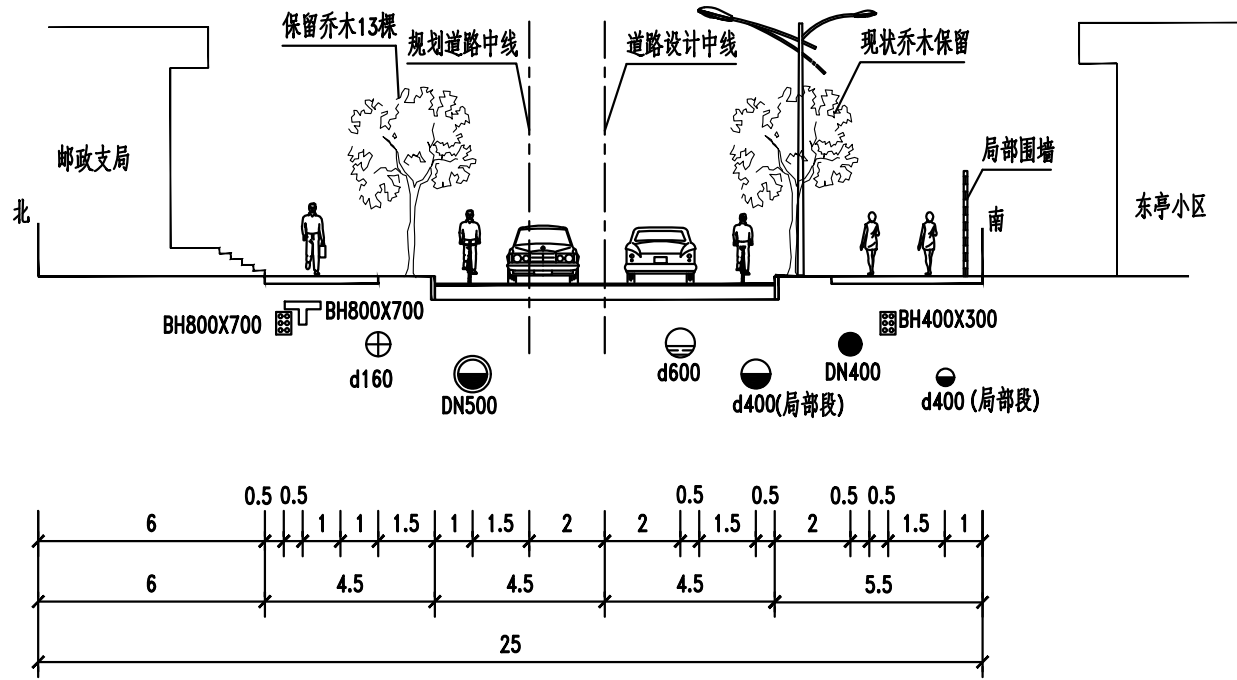 保留乔木13棵
规划道路中线
道路设计中线
现状乔木保留
邮政支局
局部围墙
东亭小区
北
南
BH800X700
BH800X700
BH400X300
d160
DN500
d600
d400(局部段)
DN400
d400 (局部段)
0.5 0.5 0.5 0.5 0.5 0.5
6 1 1 1.5 1 1.5 2 2 1.5 2 1.5 1
6 4.5 4.5 4.5 5.5
25